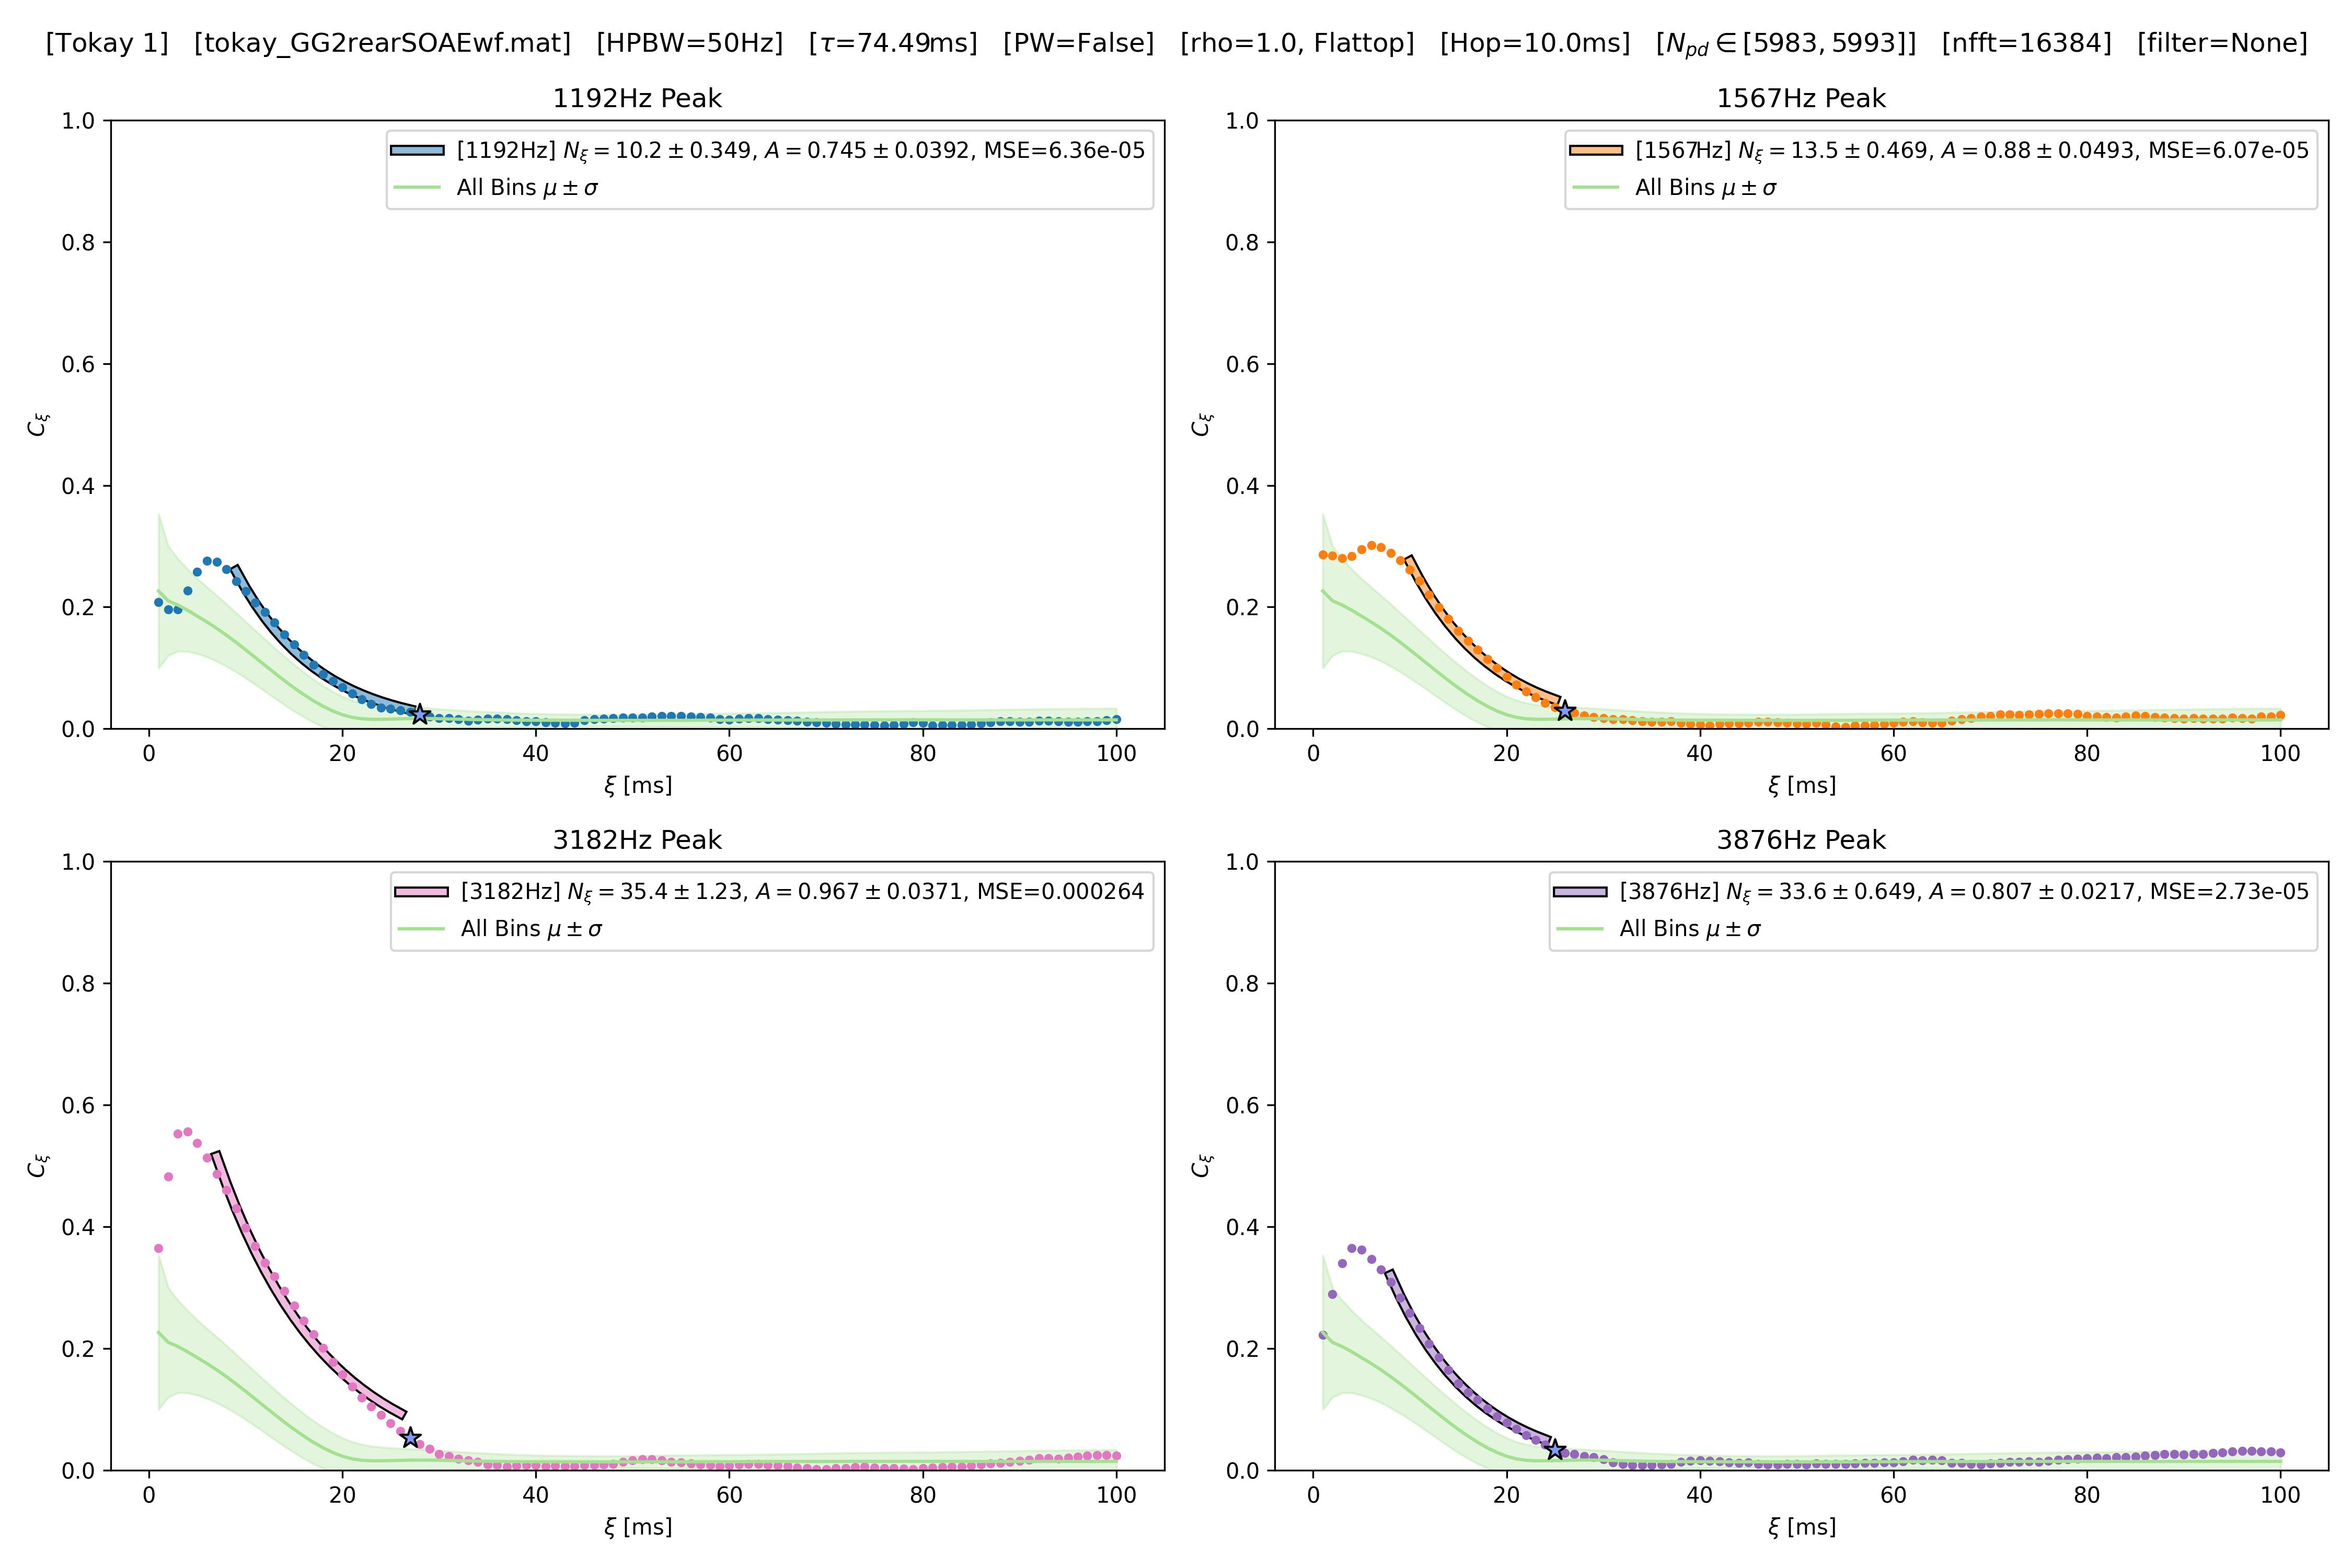 [Tokay 1] [tokay_GG2rearSOAEwf.mat] [HPBW=50Hz] [τ=74.49ms] [PW=False] [rho=1.0, Flattop] [Hop=10.0ms] [N_pd ∈ [5983, 5993]] [nfft=16384] [filter=None]
1192Hz Peak
[1192Hz] N_ξ = 10.2 ± 0.349, A = 0.745 ± 0.0392, MSE=6.36e-05
All Bins μ ± σ
1.0
0.8
0.6
0.4
0.2
0.0
C_ξ
0 20 40 60 80 100
ξ [ms]
1567Hz Peak
[1567Hz] N_ξ = 13.5 ± 0.469, A = 0.88 ± 0.0493, MSE=6.07e-05
All Bins μ ± σ
1.0
0.8
0.6
0.4
0.2
0.0
C_ξ
0 20 40 60 80 100
ξ [ms]
3182Hz Peak
[3182Hz] N_ξ = 35.4 ± 1.23, A = 0.967 ± 0.0371, MSE=0.000264
All Bins μ ± σ
1.0
0.8
0.6
0.4
0.2
0.0
C_ξ
0 20 40 60 80 100
ξ [ms]
3876Hz Peak
[3876Hz] N_ξ = 33.6 ± 0.649, A = 0.807 ± 0.0217, MSE=2.73e-05
All Bins μ ± σ
1.0
0.8
0.6
0.4
0.2
0.0
C_ξ
0 20 40 60 80 100
ξ [ms]